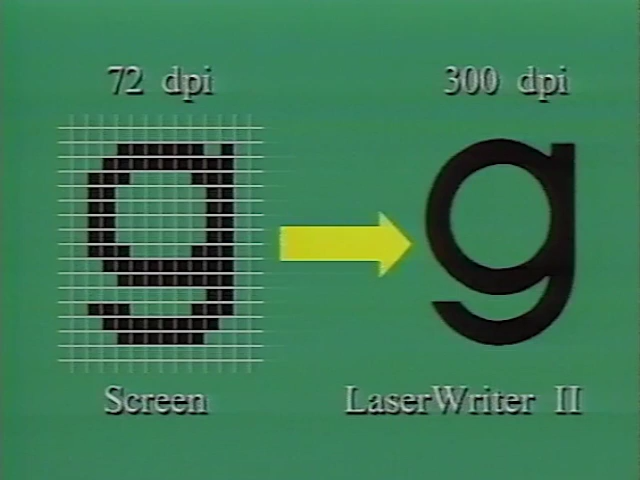 72 dpi
300 dpi
g
g
Screen
LaserWriter II